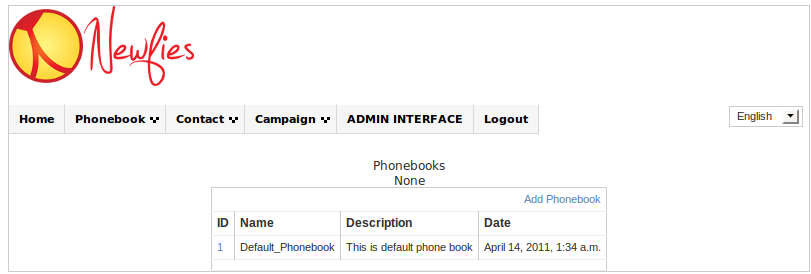 Newfies
Home Phonebook Contact Campaign ADMIN INTERFACE Logout English
Phonebooks
None
Add Phonebook
ID Name Description Date
1 Default_Phonebook This is default phone book April 14, 2011, 1:34 a.m.